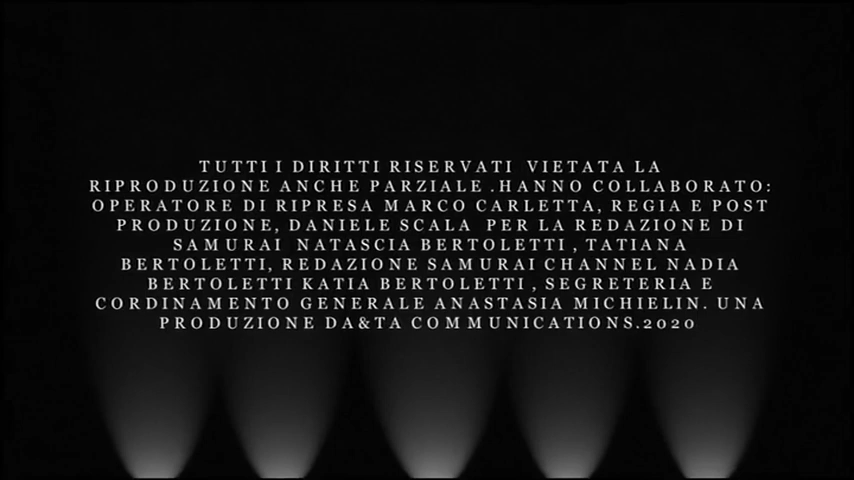 TUTTI I DIRITTI RISERVATI VIETATA LA
RIPRODUZIONE ANCHE PARZIALE .HANNO COLLABORATO:
OPERATORE DI RIPRESA MARCO CARLETTA, REGIA E POST
PRODUZIONE, DANIELE SCALA PER LA REDAZIONE DI
SAMURAI NATASCIA BERTOLETTI , TATIANA
BERTOLETTI, REDAZIONE SAMURAI CHANNEL NADIA
BERTOLETTI KATIA BERTOLETTI , SEGRETERIA E
CORDINAMENTO GENERALE ANASTASIA MICHIELIN. UNA
PRODUZIONE DA&TA COMMUNICATIONS.2020